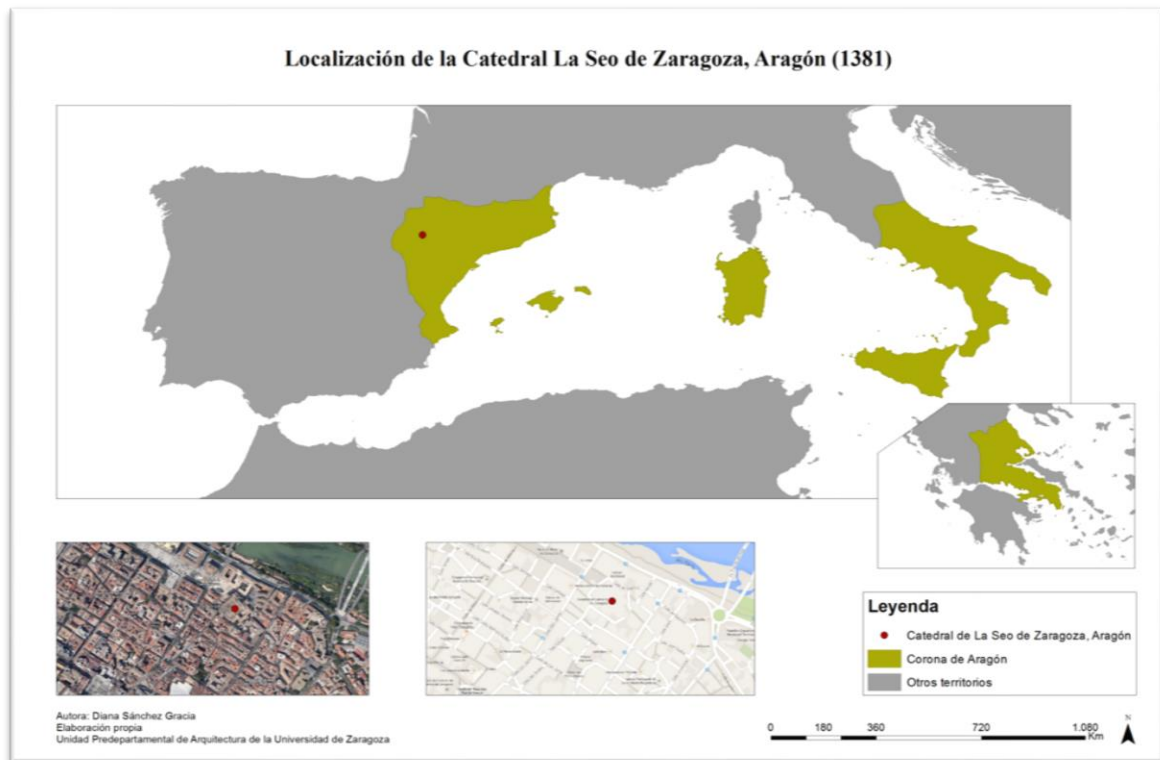 Localización de la Catedral La Seo de Zaragoza, Aragón (1381)
Leyenda
Catedral de La Seo de Zaragoza, Aragón
Corona de Aragón
Otros territorios
Autora: Diana Sánchez Gracia
Elaboración propia
Unidad Predepartamental de Arquitectura de la Universidad de Zaragoza
0 180 360 720 1.080
Km
N